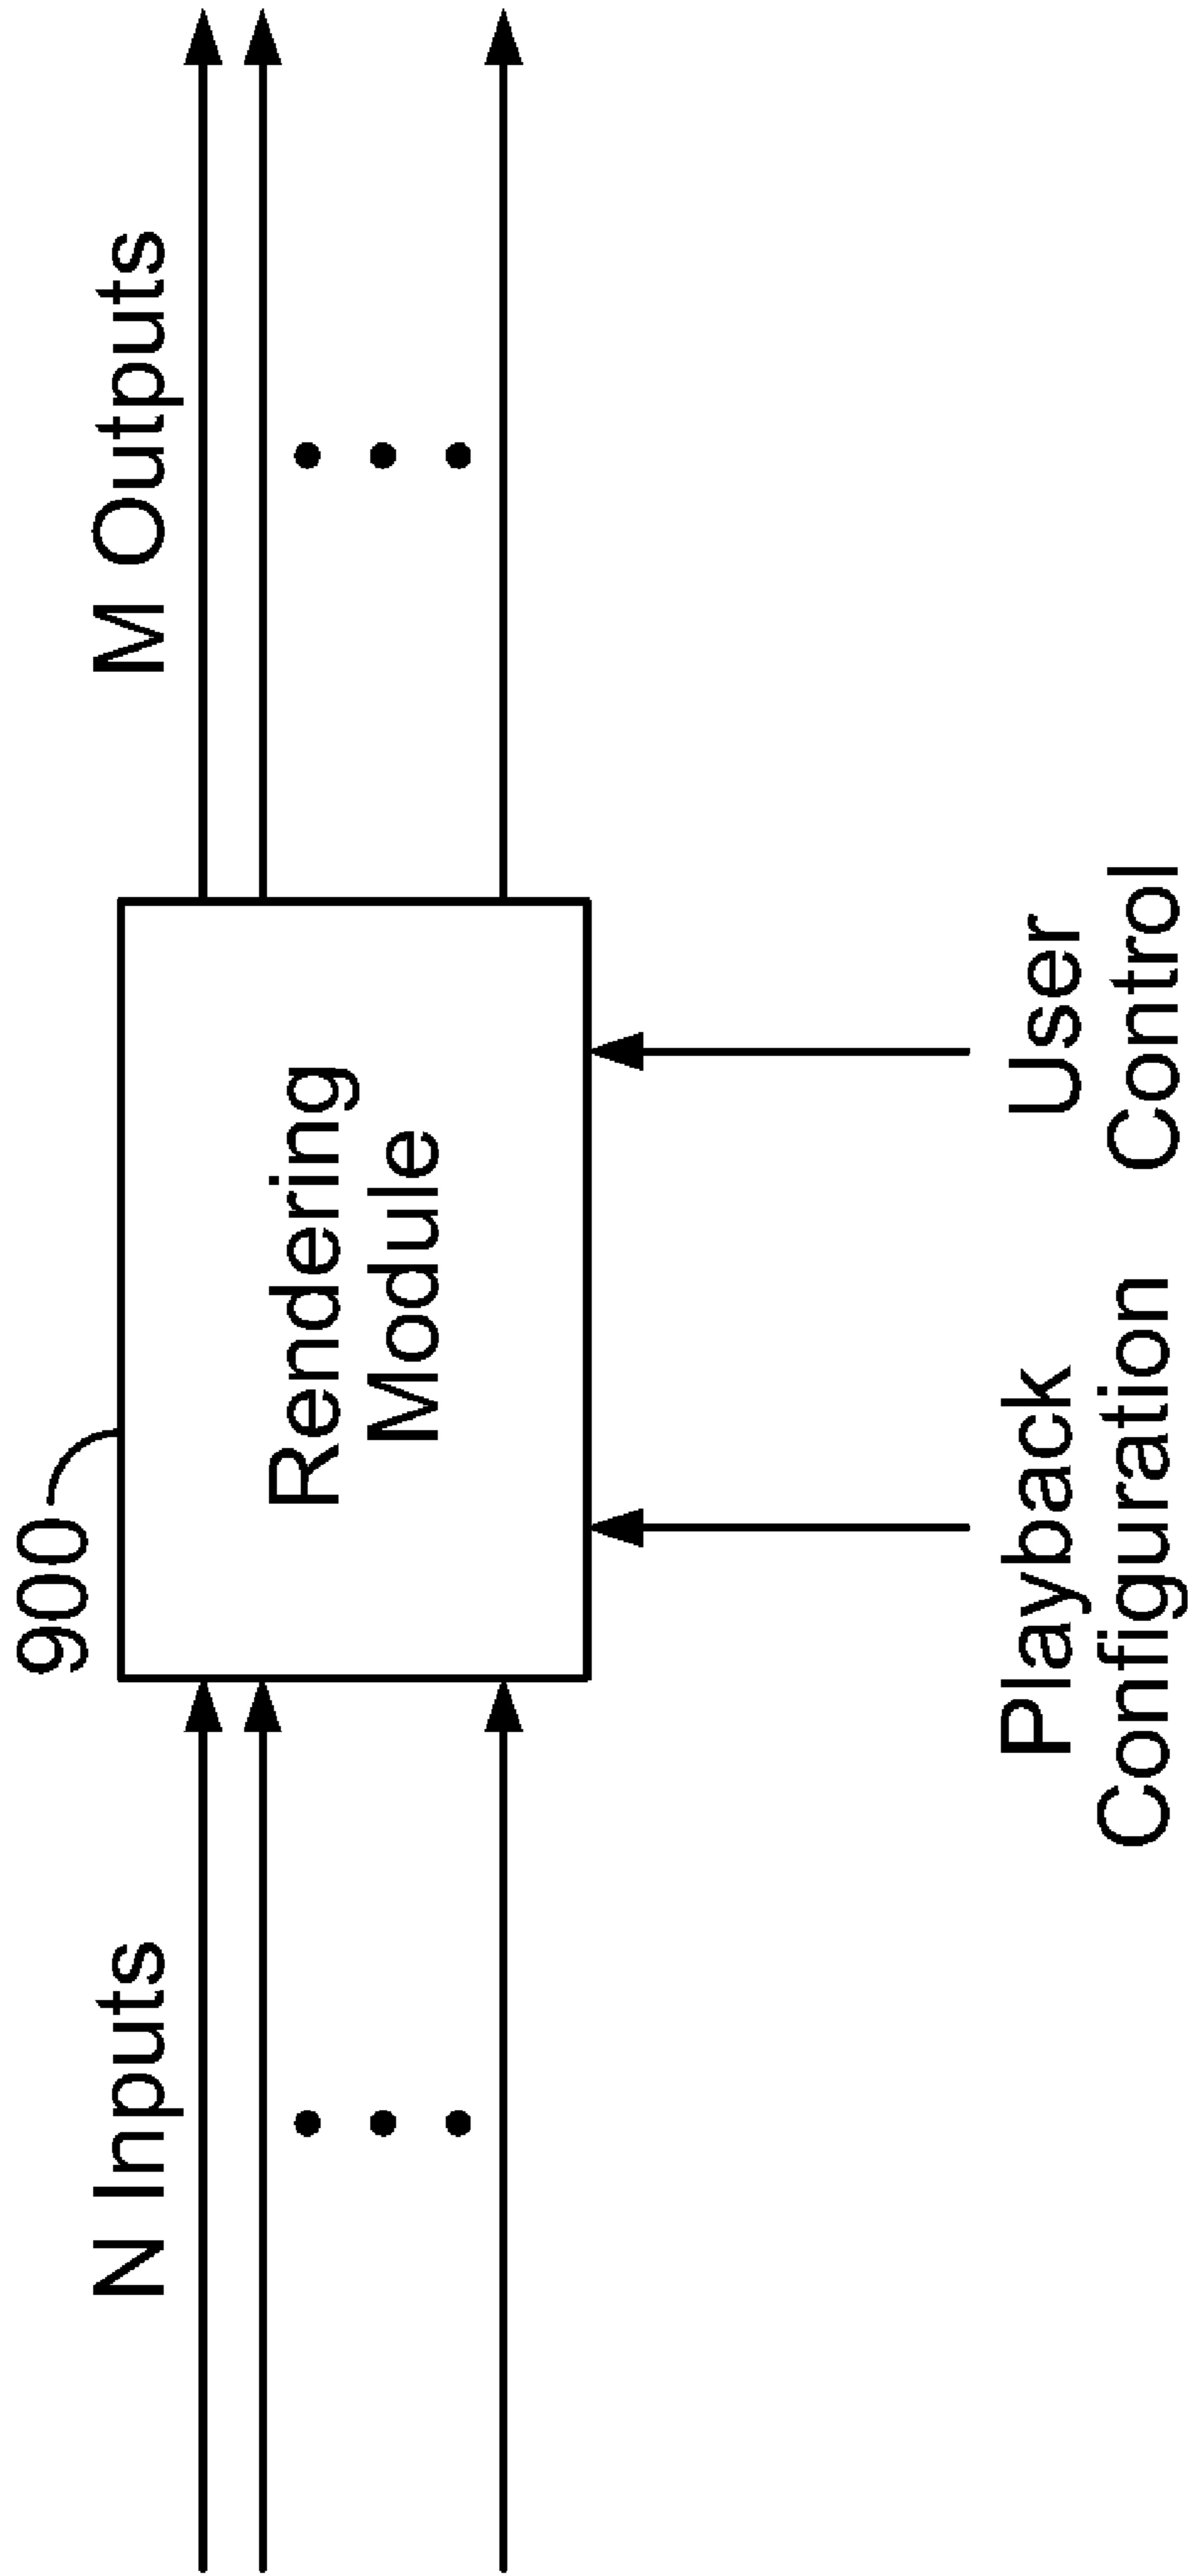 900
N Inputs
Rendering
Module
M Outputs
Playback
Configuration
User
Control